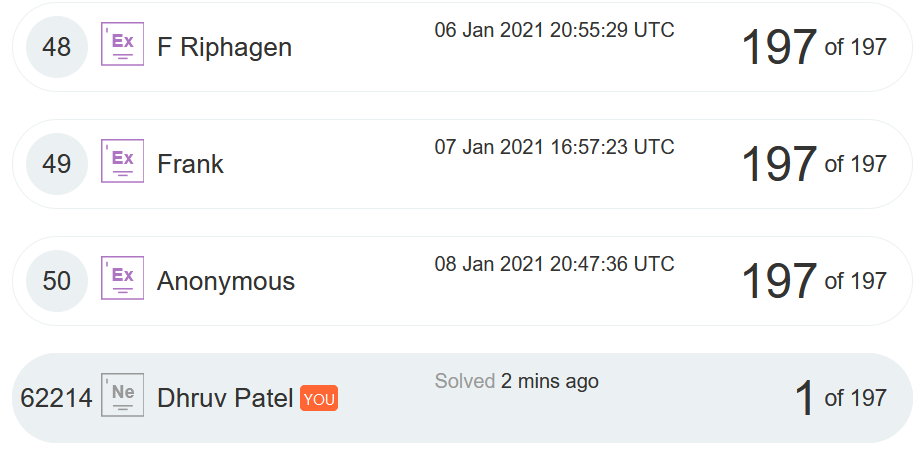 48 Ex F Riphagen 06 Jan 2021 20:55:29 UTC 197 of 197
49 Ex Frank 07 Jan 2021 16:57:23 UTC 197 of 197
50 Ex Anonymous 08 Jan 2021 20:47:36 UTC 197 of 197
62214 Ne Dhruv Patel YOU Solved 2 mins ago 1 of 197